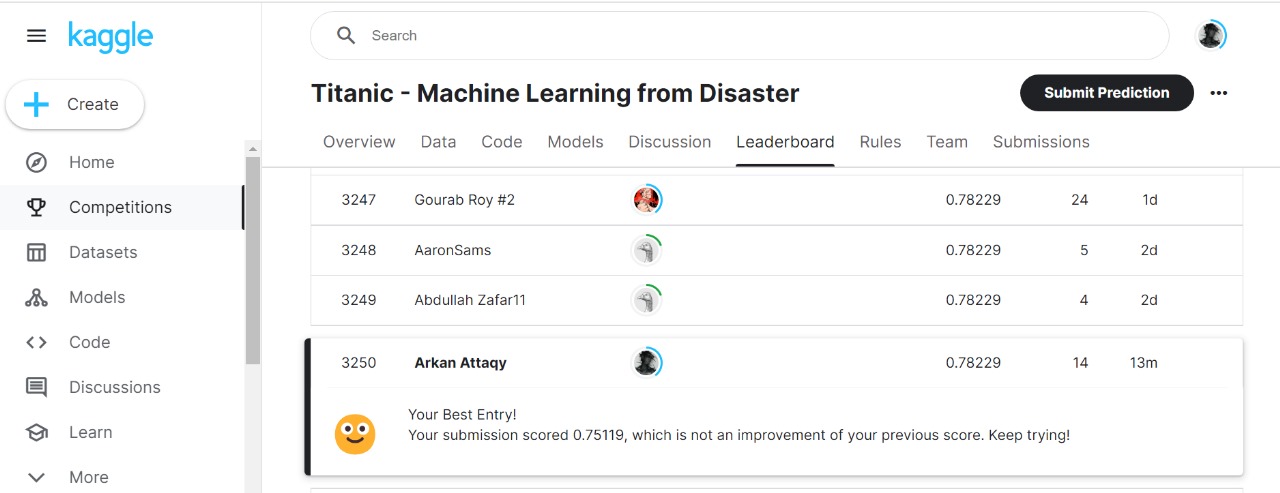 kaggle
Search
Create
Titanic - Machine Learning from Disaster
Submit Prediction
Overview Data Code Models Discussion Leaderboard Rules Team Submissions
Home
Competitions
Datasets
Models
Code
Discussions
Learn
More
3247 Gourab Roy #2 0.78229 24 1d
3248 AaronSams 0.78229 5 2d
3249 Abdullah Zafar11 0.78229 4 2d
3250 Arkan Attaqy 0.78229 14 13m
Your Best Entry!
Your submission scored 0.75119, which is not an improvement of your previous score. Keep trying!